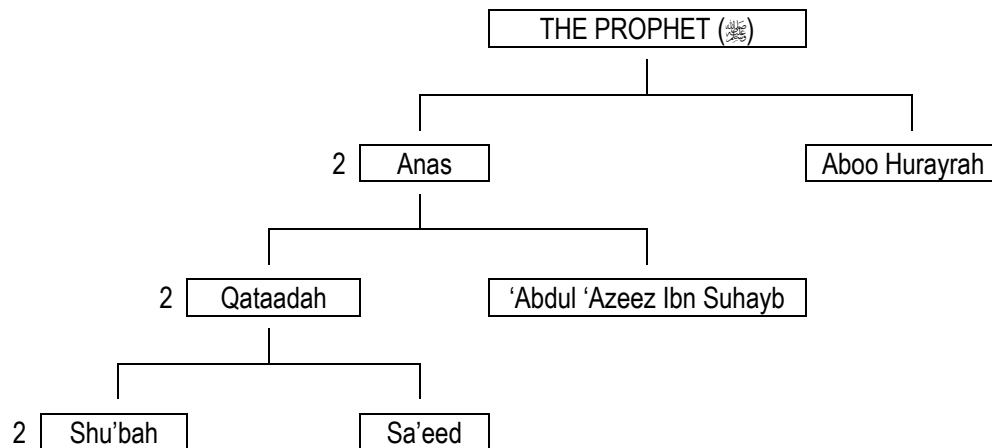 THE PROPHET (ﷺ)
2 Anas Aboo Hurayrah
2 Qataadah ‘Abdul ‘Azeez Ibn Suhayb
2 Shu’bah Sa’eed